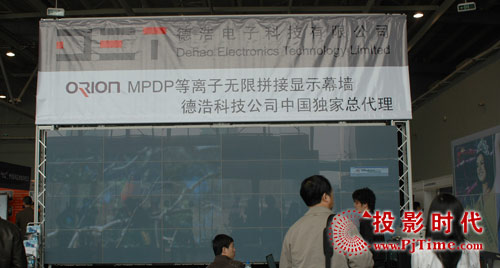 德浩电子科技有限公司
Dehao Electronics Technology Limited
ORION MPDP等离子无限拼接显示幕墙
德浩科技公司中国独家总代理
投影时代
www.PjTime.com